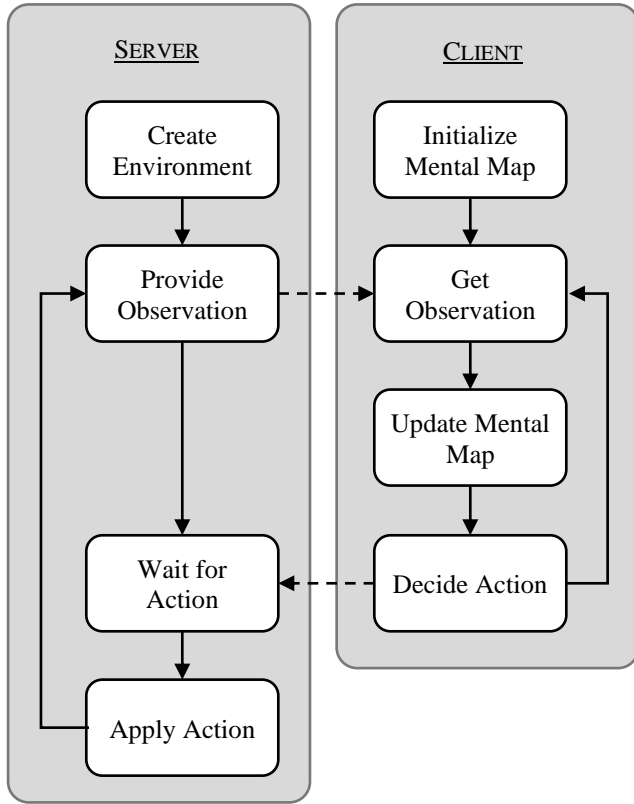 SERVER
Create
Environment
Provide
Observation
Wait for
Action
Apply Action
CLIENT
Initialize
Mental Map
Get
Observation
Update Mental
Map
Decide Action